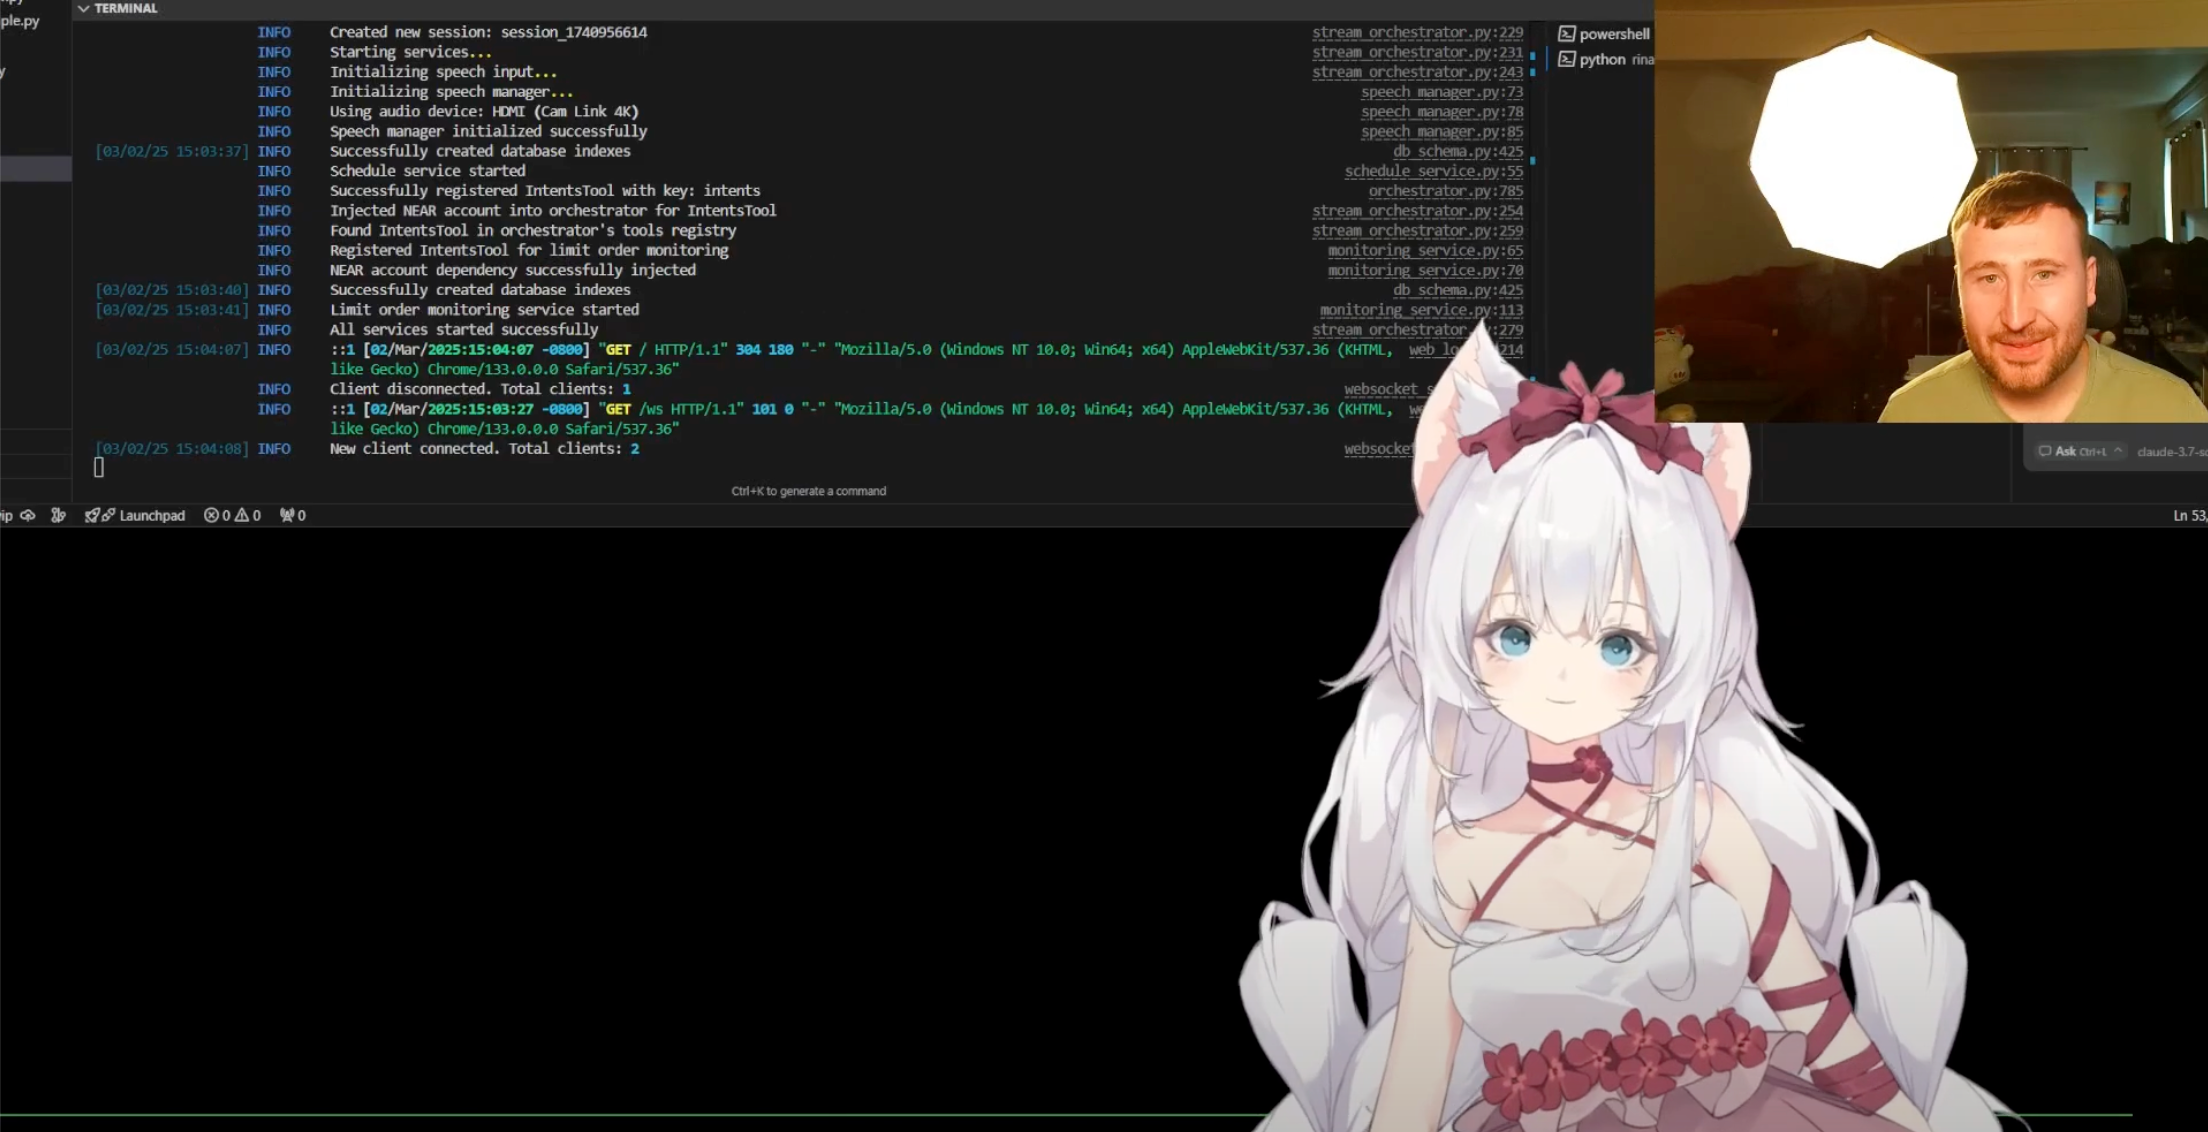 ple.py
TERMINAL
INFO Created new session: session_1740956614 stream_orchestrator.py:229
INFO Starting services... stream_orchestrator.py:231
INFO Initializing speech input... stream_orchestrator.py:243
INFO Initializing speech manager... speech_manager.py:73
INFO Using audio device: HDMI (Cam Link 4K) speech_manager.py:78
INFO Speech manager initialized successfully speech_manager.py:85
[03/02/25 15:03:37] INFO Successfully created database indexes db_schema.py:425
INFO Schedule service started schedule_service.py:55
INFO Successfully registered IntentsTool with key: intents orchestrator.py:785
INFO Injected NEAR account into orchestrator for IntentsTool stream_orchestrator.py:254
INFO Found IntentsTool in orchestrator's tools registry stream_orchestrator.py:259
INFO Registered IntentsTool for limit order monitoring monitoring_service.py:65
INFO NEAR account dependency successfully injected monitoring_service.py:70
[03/02/25 15:03:40] INFO Successfully created database indexes db_schema.py:425
[03/02/25 15:03:41] INFO Limit order monitoring service started monitoring_service.py:113
INFO All services started successfully stream_orchestrator :279
[03/02/25 15:04:07] INFO ::1 [02/Mar/2025:15:04:07 -0800] "GET / HTTP/1.1" 304 180 "-" "Mozilla/5.0 (Windows NT 10.0; Win64; x64) AppleWebKit/537.36 (KHTML, web_lo 214
like Gecko) Chrome/133.0.0.0 Safari/537.36"
INFO Client disconnected. Total clients: 1 websocket_s
INFO ::1 [02/Mar/2025:15:03:27 -0800] "GET /ws HTTP/1.1" 101 0 "-" "Mozilla/5.0 (Windows NT 10.0; Win64; x64) AppleWebKit/537.36 (KHTML, we
like Gecko) Chrome/133.0.0.0 Safari/537.36"
[03/02/25 15:04:08] INFO New client connected. Total clients: 2 websocket
Ctrl+K to generate a command
powershell
python rina
Ask Ctrl+L claude-3.7-so
Launchpad 0 0 0
Ln 53,